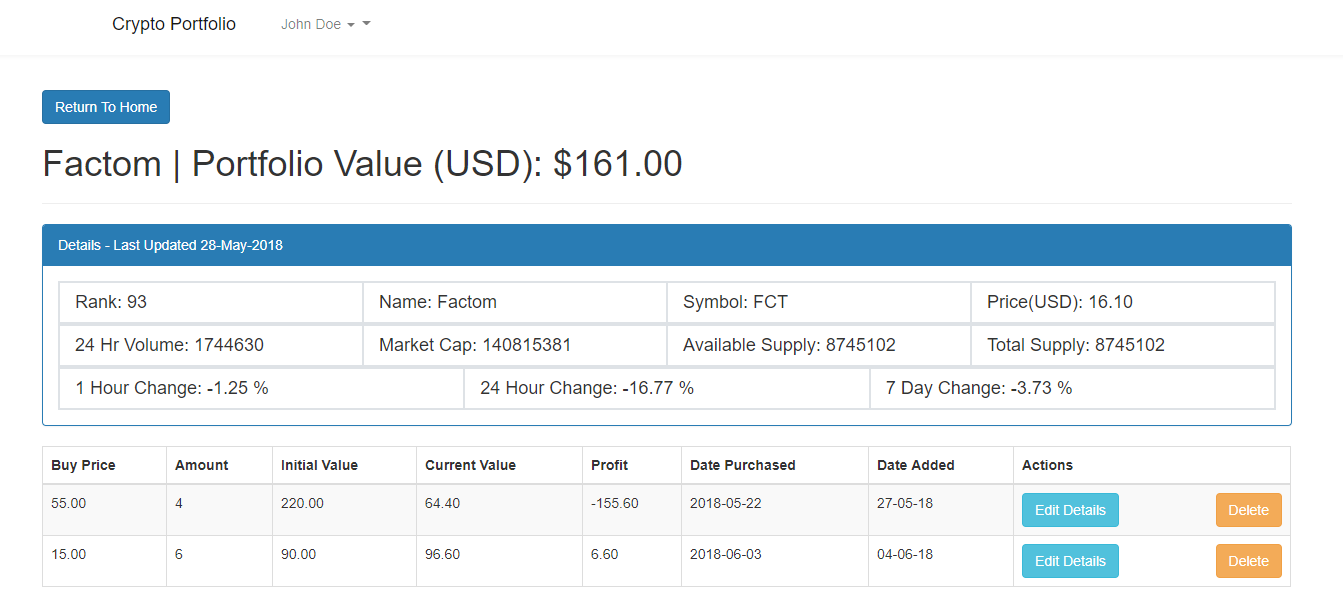 Crypto Portfolio John Doe
Return To Home
Factom | Portfolio Value (USD): $161.00
Details - Last Updated 28-May-2018
Rank: 93 Name: Factom Symbol: FCT Price(USD): 16.10
24 Hr Volume: 1744630 Market Cap: 140815381 Available Supply: 8745102 Total Supply: 8745102
1 Hour Change: -1.25 % 24 Hour Change: -16.77 % 7 Day Change: -3.73 %
Buy Price Amount Initial Value Current Value Profit Date Purchased Date Added Actions
55.00 4 220.00 64.40 -155.60 2018-05-22 27-05-18 Edit Details Delete
15.00 6 90.00 96.60 6.60 2018-06-03 04-06-18 Edit Details Delete